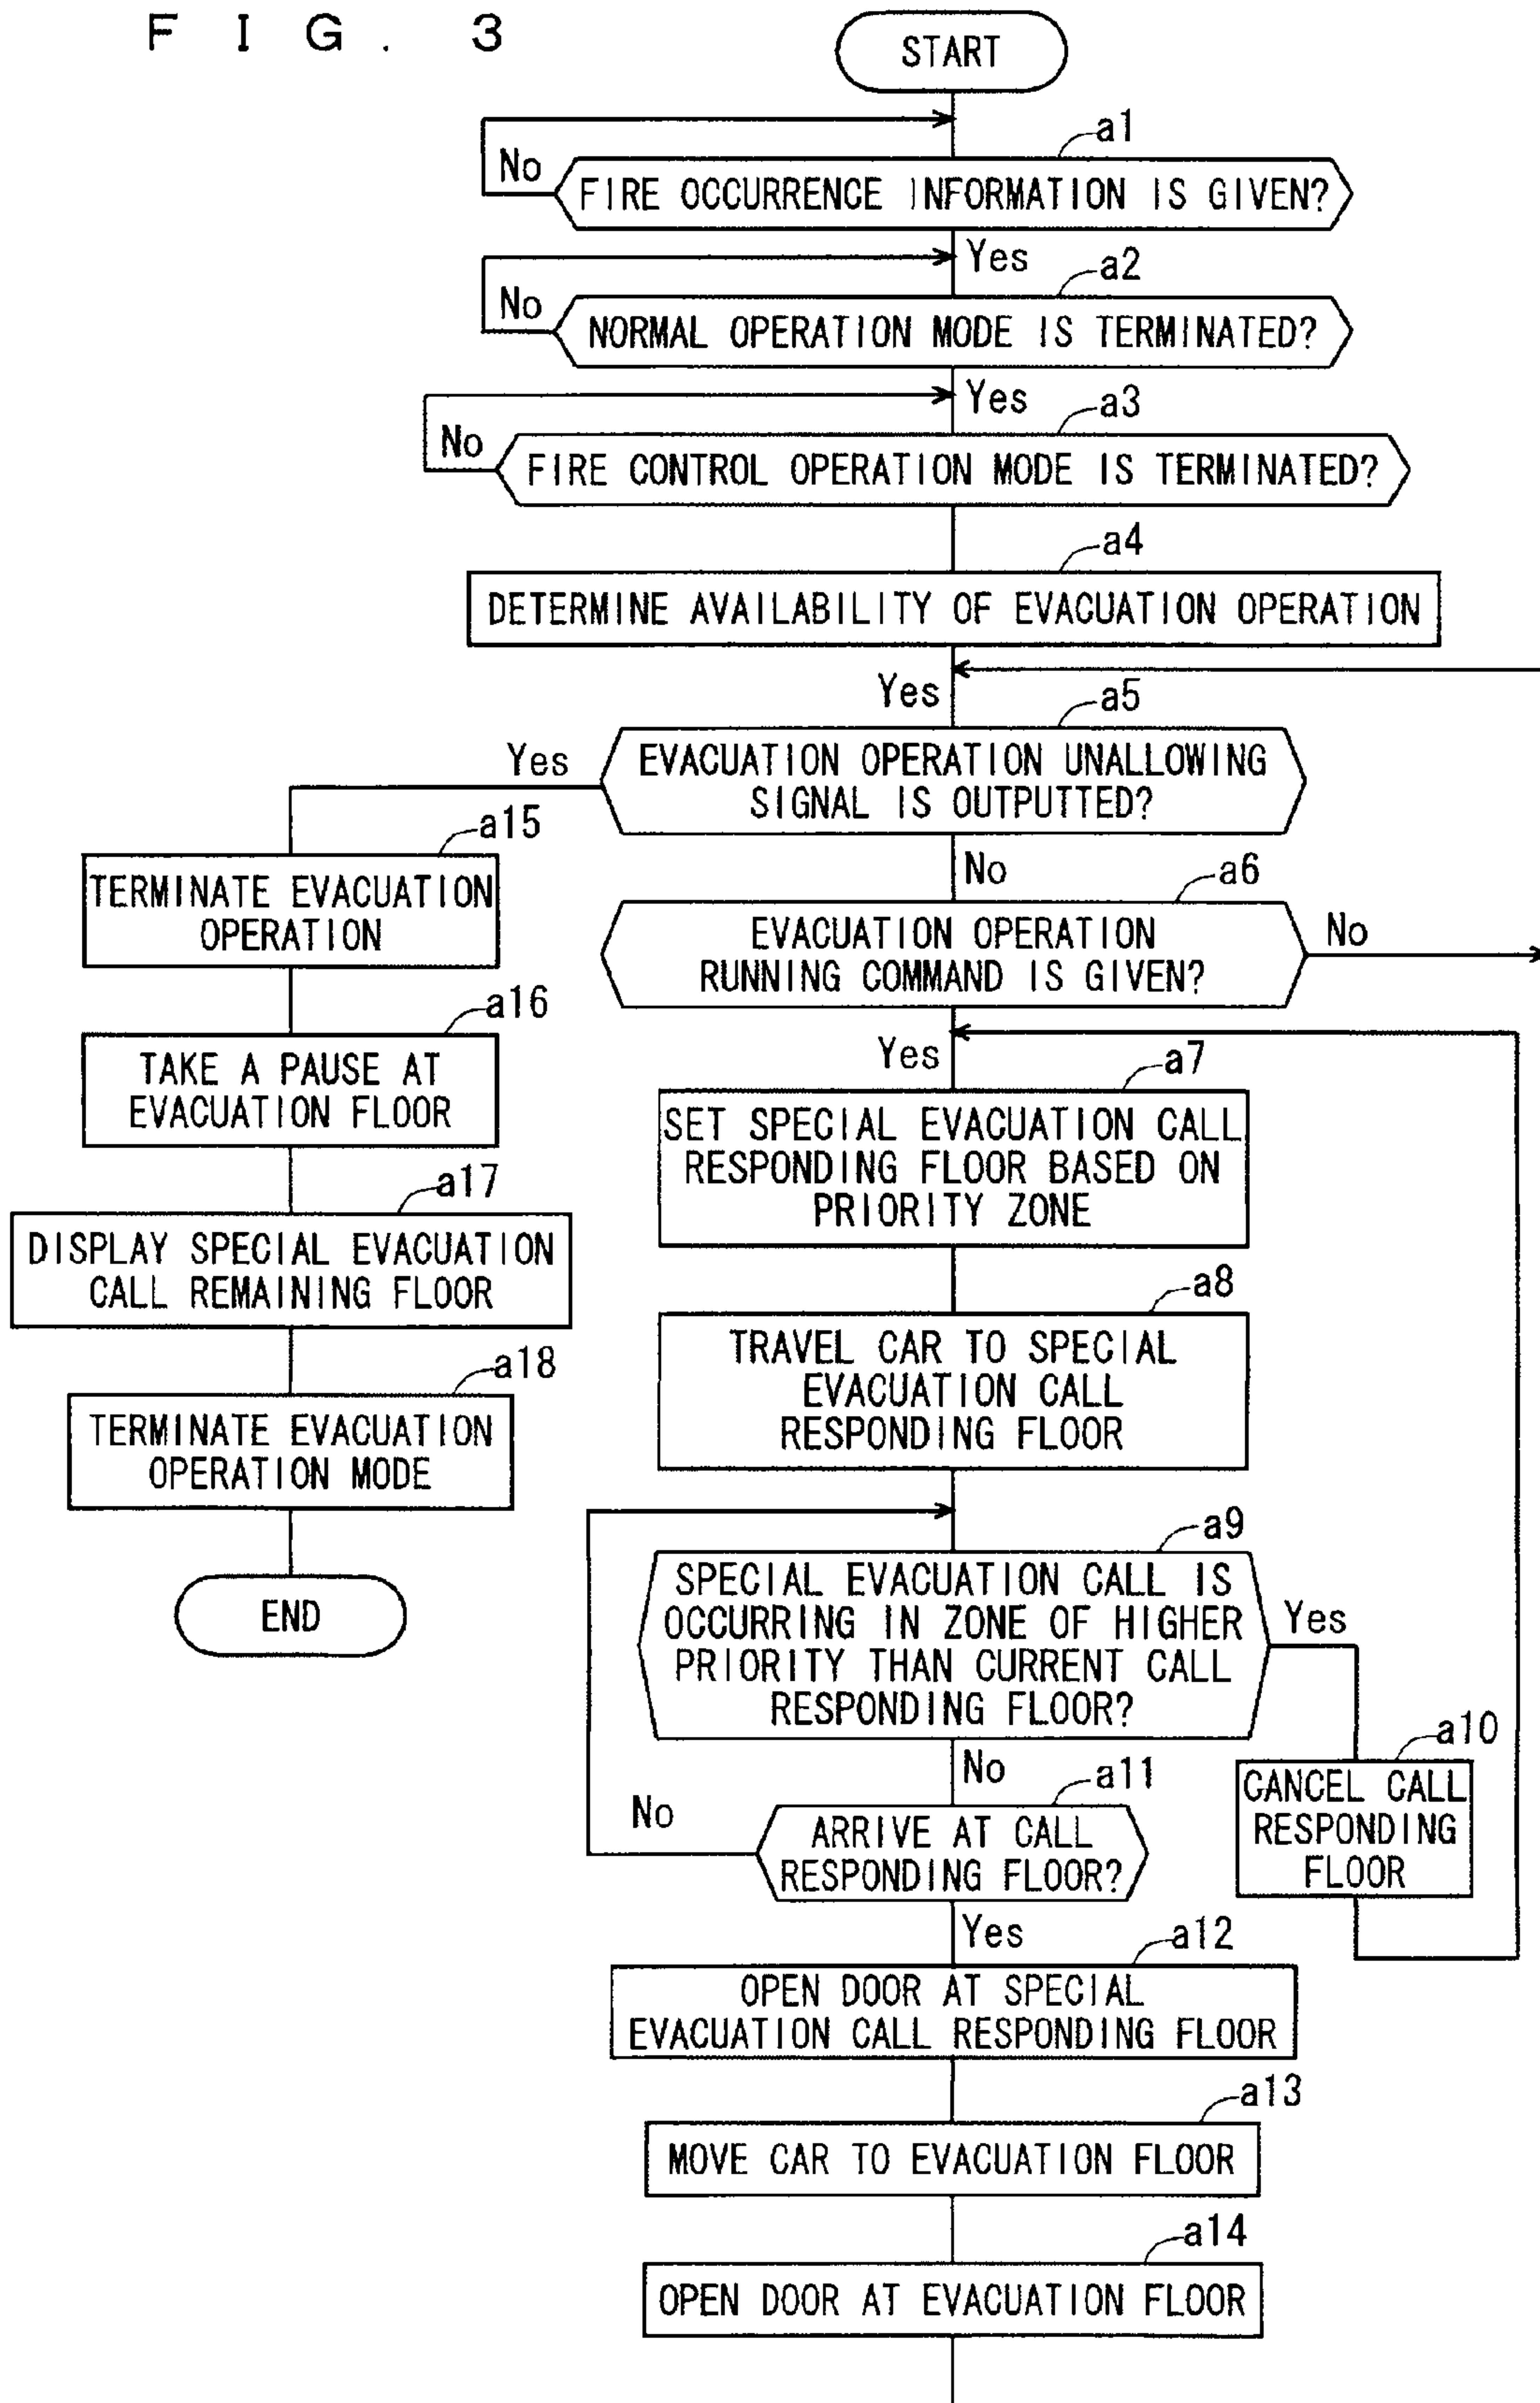 FIG. 3
START
a1
No
FIRE OCCURRENCE INFORMATION IS GIVEN?
Yes
a2
No
NORMAL OPERATION MODE IS TERMINATED?
Yes
a3
No
FIRE CONTROL OPERATION MODE IS TERMINATED?
a4
DETERMINE AVAILABILITY OF EVACUATION OPERATION
Yes
a5
Yes
EVACUATION OPERATION UNALLOWING
SIGNAL IS OUTPUTTED?
a15
TERMINATE EVACUATION
OPERATION
No
a6
EVACUATION OPERATION
RUNNING COMMAND IS GIVEN?
No
a16
TAKE A PAUSE AT
EVACUATION FLOOR
Yes
a7
SET SPECIAL EVACUATION CALL
RESPONDING FLOOR BASED ON
PRIORITY ZONE
a17
DISPLAY SPECIAL EVACUATION
CALL REMAINING FLOOR
a8
TRAVEL CAR TO SPECIAL
EVACUATION CALL
RESPONDING FLOOR
a18
TERMINATE EVACUATION
OPERATION MODE
END
a9
SPECIAL EVACUATION CALL IS
OCCURRING IN ZONE OF HIGHER
PRIORITY THAN CURRENT CALL
RESPONDING FLOOR?
Yes
a10
CANCEL CALL
RESPONDING
FLOOR
No
a11
No
ARRIVE AT CALL
RESPONDING FLOOR?
Yes
a12
OPEN DOOR AT SPECIAL
EVACUATION CALL RESPONDING FLOOR
a13
MOVE CAR TO EVACUATION FLOOR
a14
OPEN DOOR AT EVACUATION FLOOR